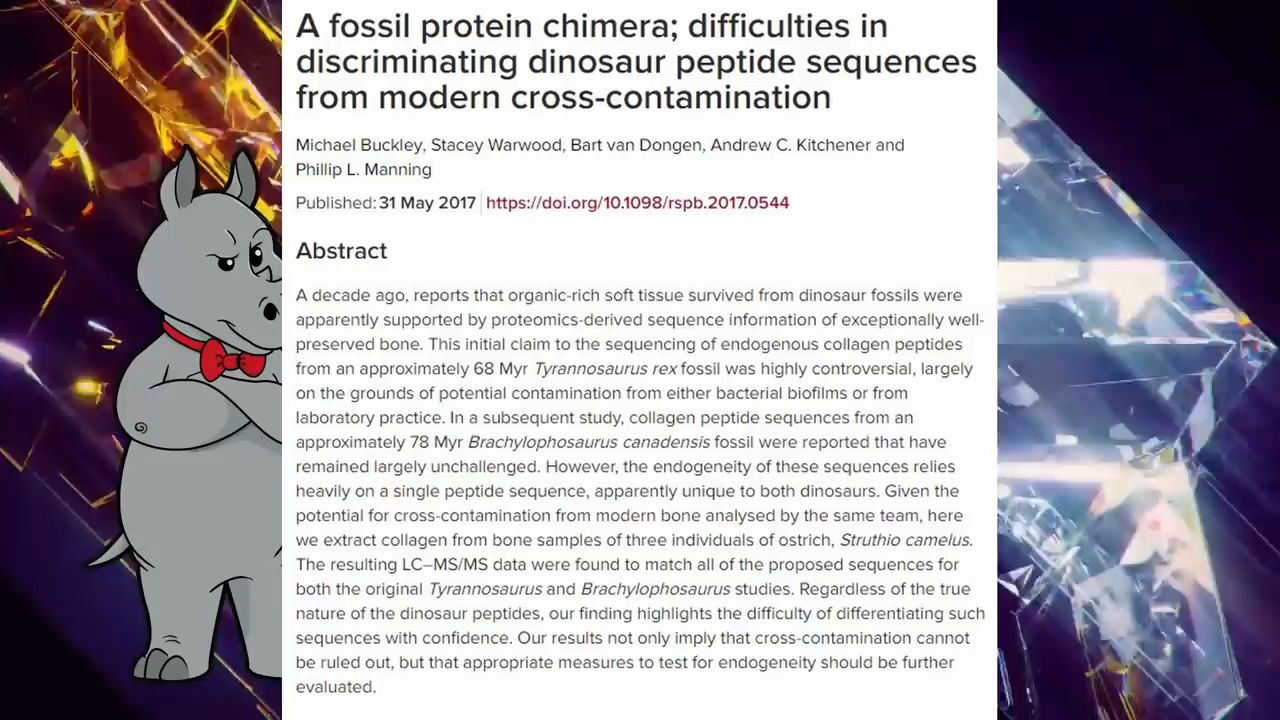 A fossil protein chimera; difficulties in
discriminating dinosaur peptide sequences
from modern cross-contamination
Michael Buckley, Stacey Warwood, Bart van Dongen, Andrew C. Kitchener and
Phillip L. Manning
Published: 31 May 2017 https://doi.org/10.1098/rspb.2017.0544
Abstract
A decade ago, reports that organic-rich soft tissue survived from dinosaur fossils were
apparently supported by proteomics-derived sequence information of exceptionally well-
preserved bone. This initial claim to the sequencing of endogenous collagen peptides
from an approximately 68 Myr Tyrannosaurus rex fossil was highly controversial, largely
on the grounds of potential contamination from either bacterial biofilms or from
laboratory practice. In a subsequent study, collagen peptide sequences from an
approximately 78 Myr Brachylophosaurus canadensis fossil were reported that have
remained largely unchallenged. However, the endogeneity of these sequences relies
heavily on a single peptide sequence, apparently unique to both dinosaurs. Given the
potential for cross-contamination from modern bone analysed by the same team, here
we extract collagen from bone samples of three individuals of ostrich, Struthio camelus.
The resulting LC–MS/MS data were found to match all of the proposed sequences for
both the original Tyrannosaurus and Brachylophosaurus studies. Regardless of the true
nature of the dinosaur peptides, our finding highlights the difficulty of differentiating such
sequences with confidence. Our results not only imply that cross-contamination cannot
be ruled out, but that appropriate measures to test for endogeneity should be further
evaluated.